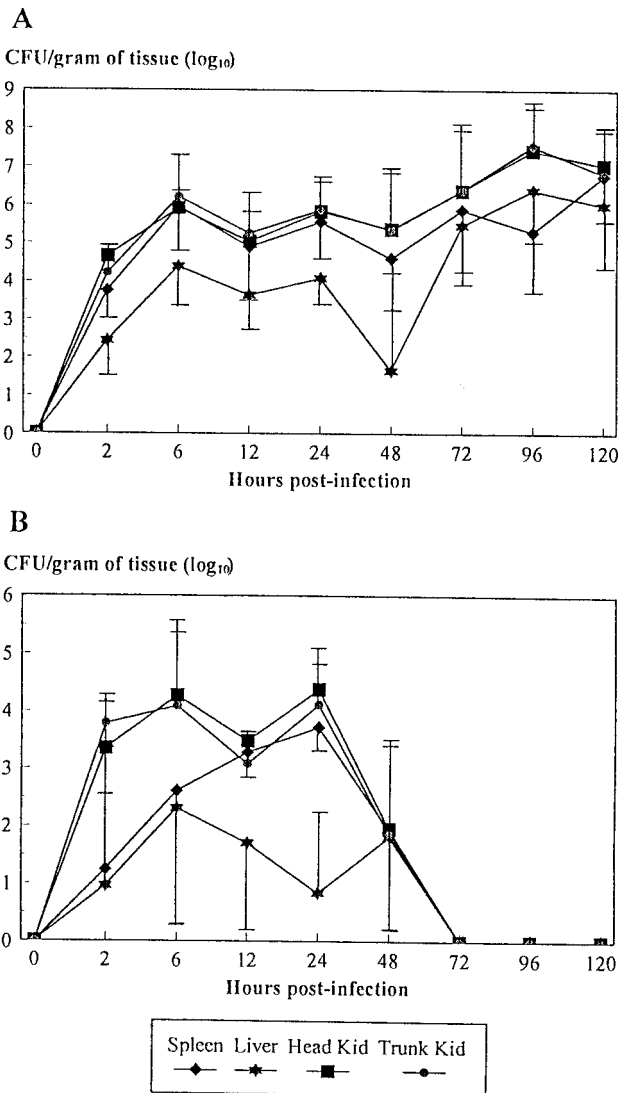 A
CFU/gram of tissue (log₁₀)
9
8
7
6
5
4
3
2
1
0
0 2 6 12 24 48 72 96 120
Hours post-infection
B
CFU/gram of tissue (log₁₀)
6
5
4
3
2
1
0
0 2 6 12 24 48 72 96 120
Hours post-infection
Spleen Liver Head Kid Trunk Kid